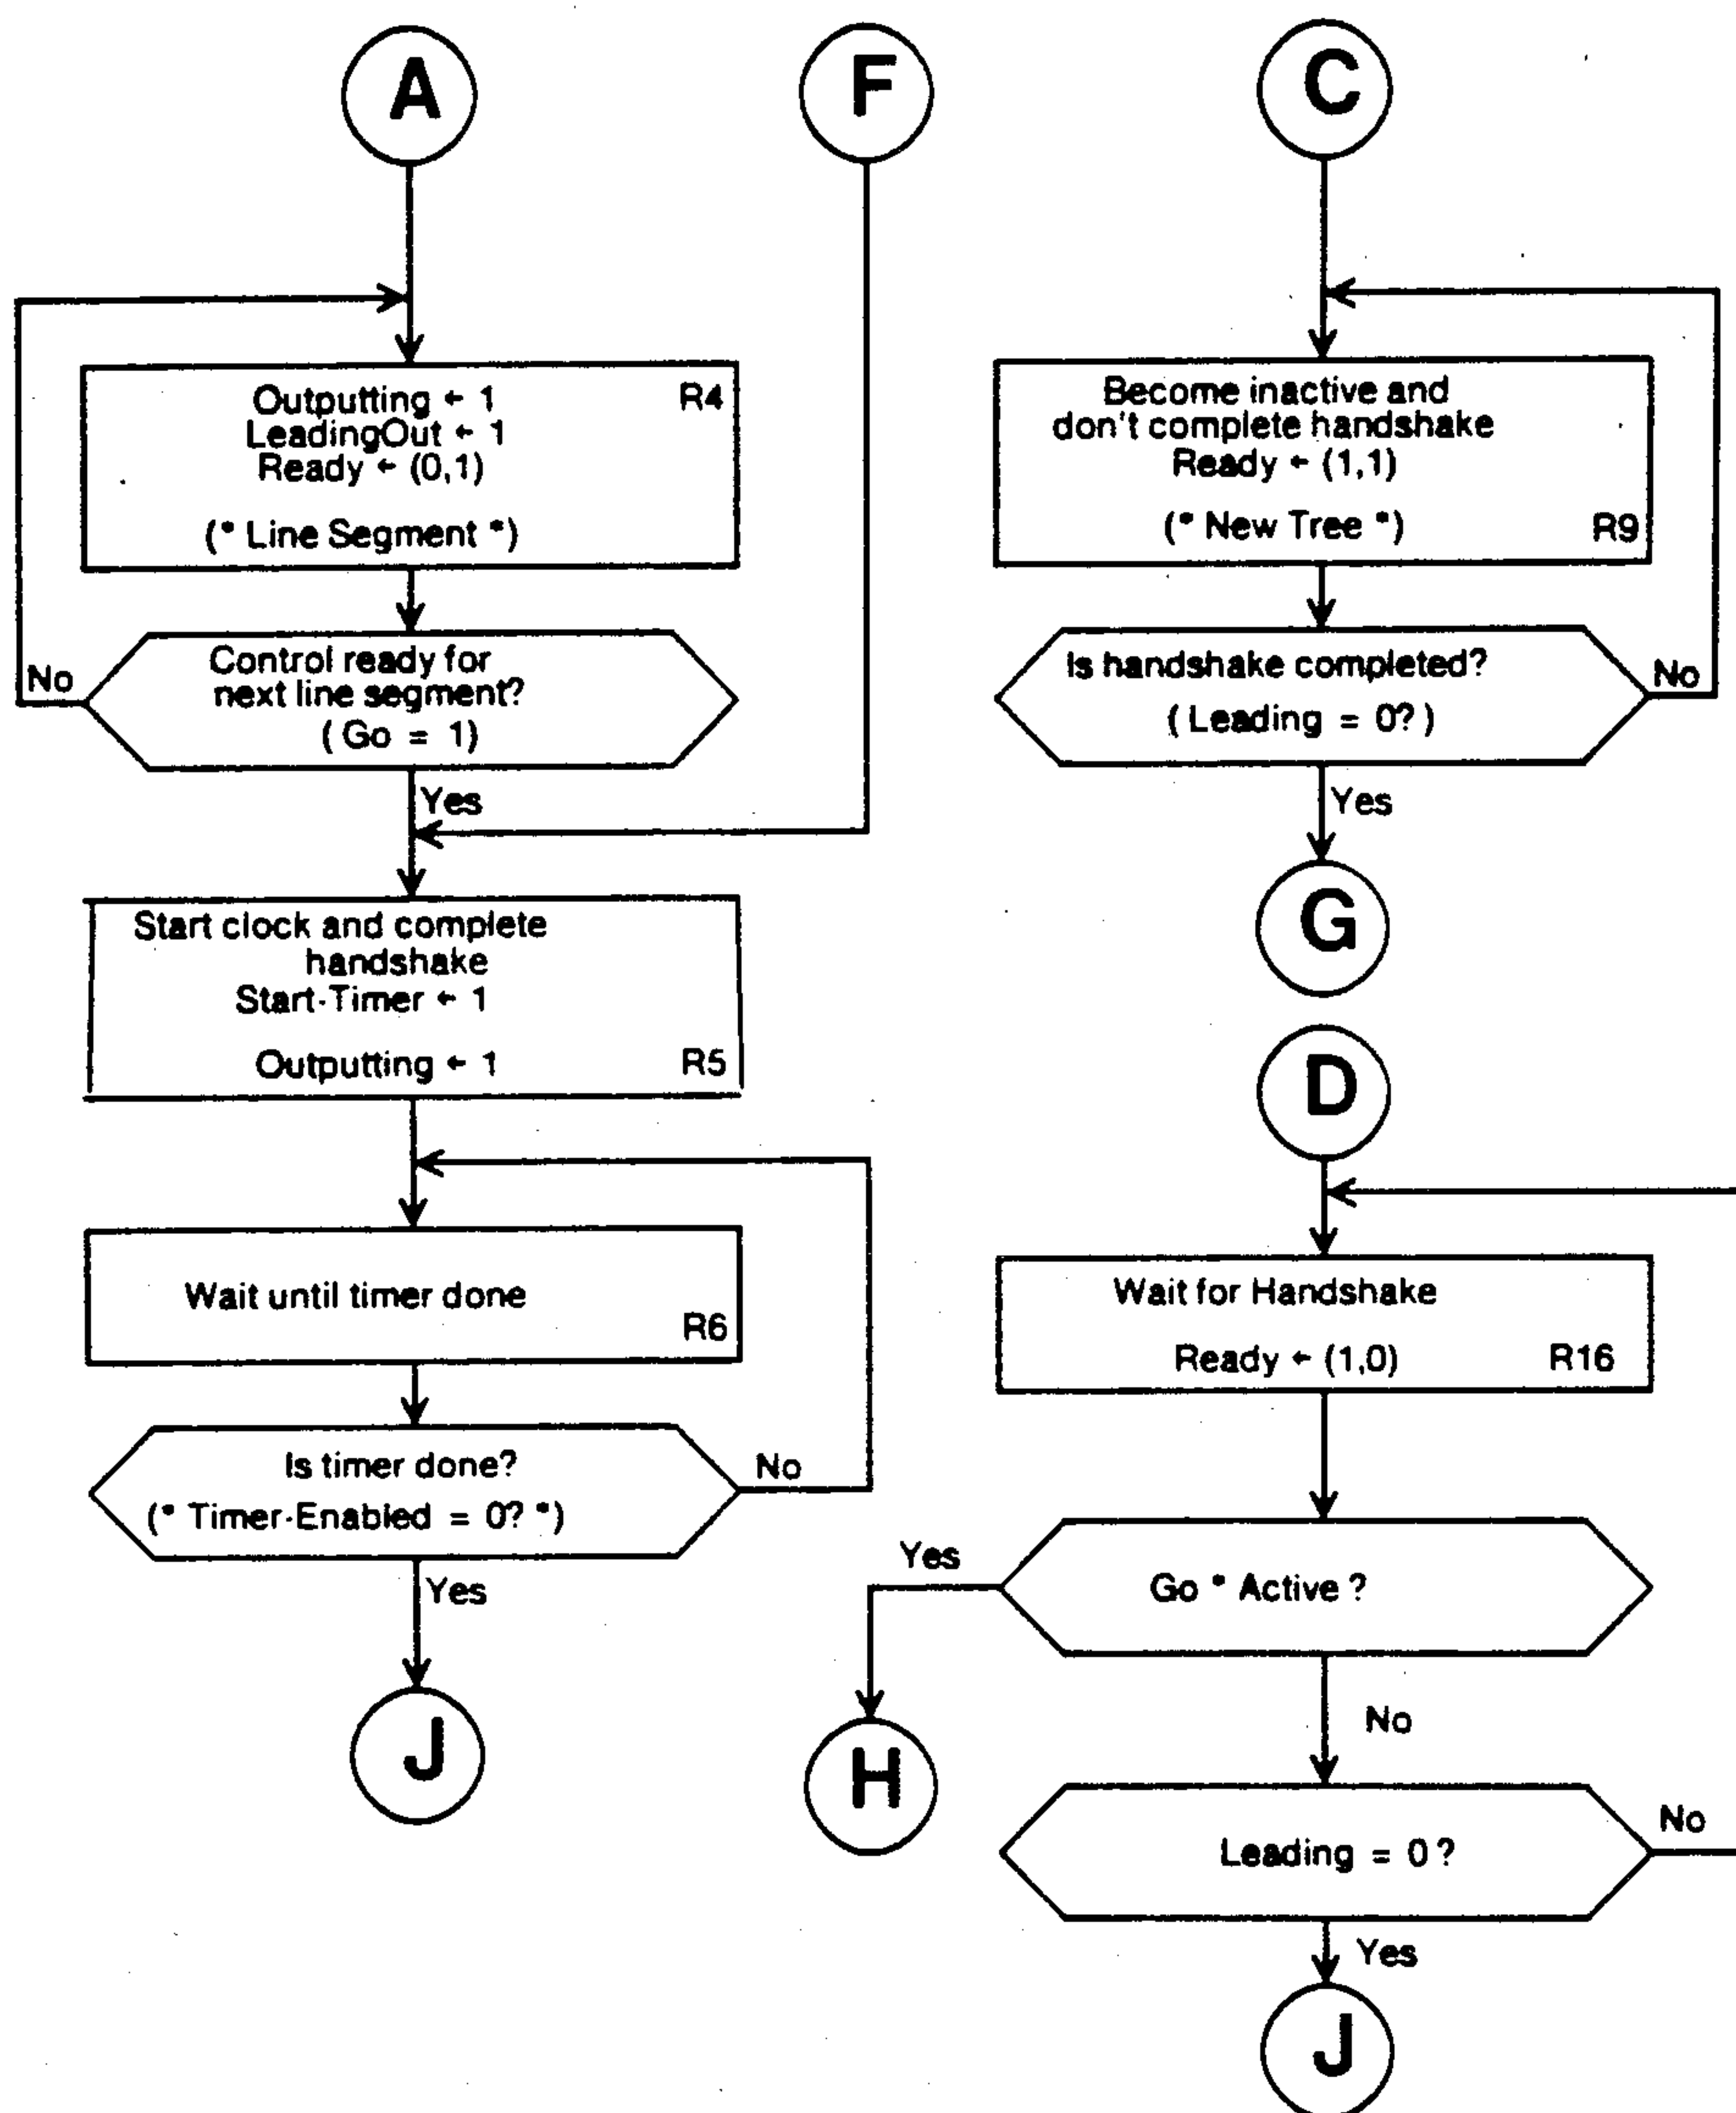 A
F
C
Outputting ← 1
R4
LeadingOut ← 1
Ready ← (0,1)
(* Line Segment *)
Control ready for
next line segment?
( Go = 1)
No
Yes
Start clock and complete
handshake
Start-Timer ← 1
Outputting ← 1
R5
Wait until timer done
R6
Is timer done?
(* Timer-Enabled = 0? *)
No
Yes
J
Become inactive and
don't complete handshake
Ready ← (1,1)
(* New Tree *)
R9
Is handshake completed?
( Leading = 0? )
No
Yes
G
D
Wait for Handshake
Ready ← (1,0)
R16
Go * Active ?
Yes
H
No
Leading = 0 ?
No
Yes
J